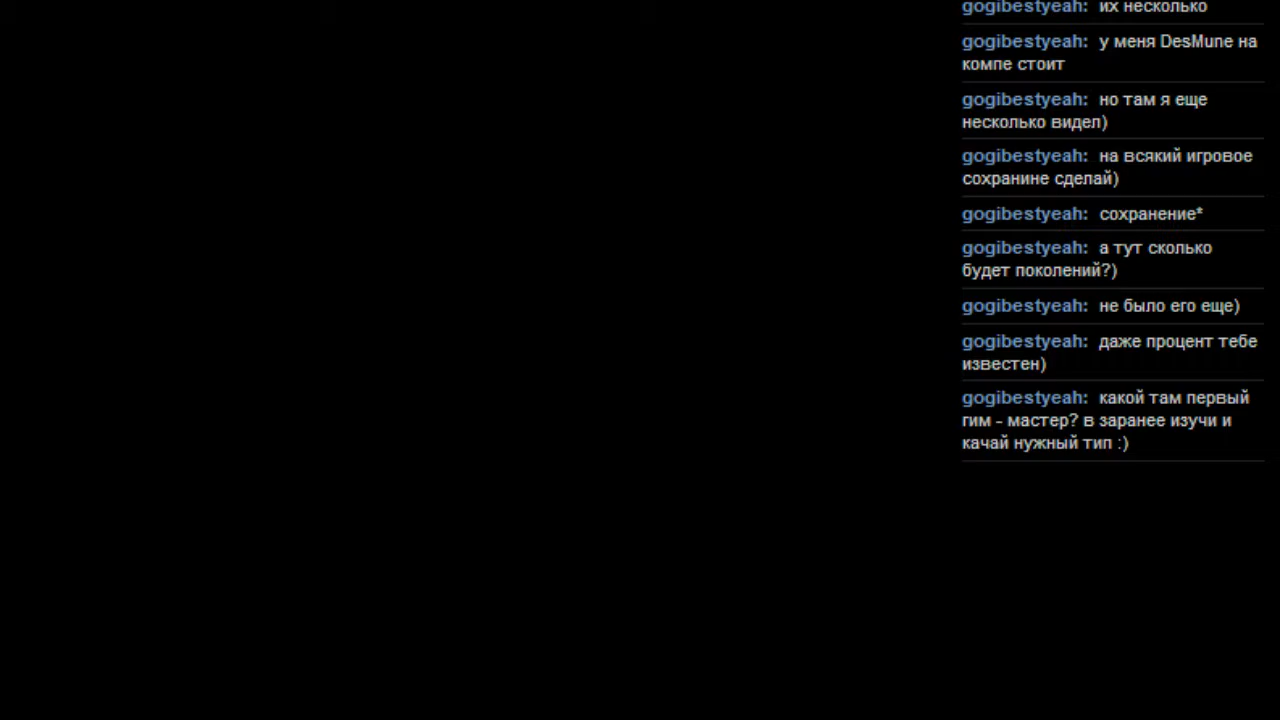 gogibestyeah: их несколько
gogibestyeah: у меня DesMune на
компе стоит
gogibestyeah: но там я еще
несколько видел)
gogibestyeah: на всякий игровое
сохранине сделай)
gogibestyeah: сохранение*
gogibestyeah: а тут сколько
будет поколений?)
gogibestyeah: не было его еще)
gogibestyeah: даже процент тебе
известен)
gogibestyeah: какой там первый
гим - мастер? в заранее изучи и
качай нужный тип :)